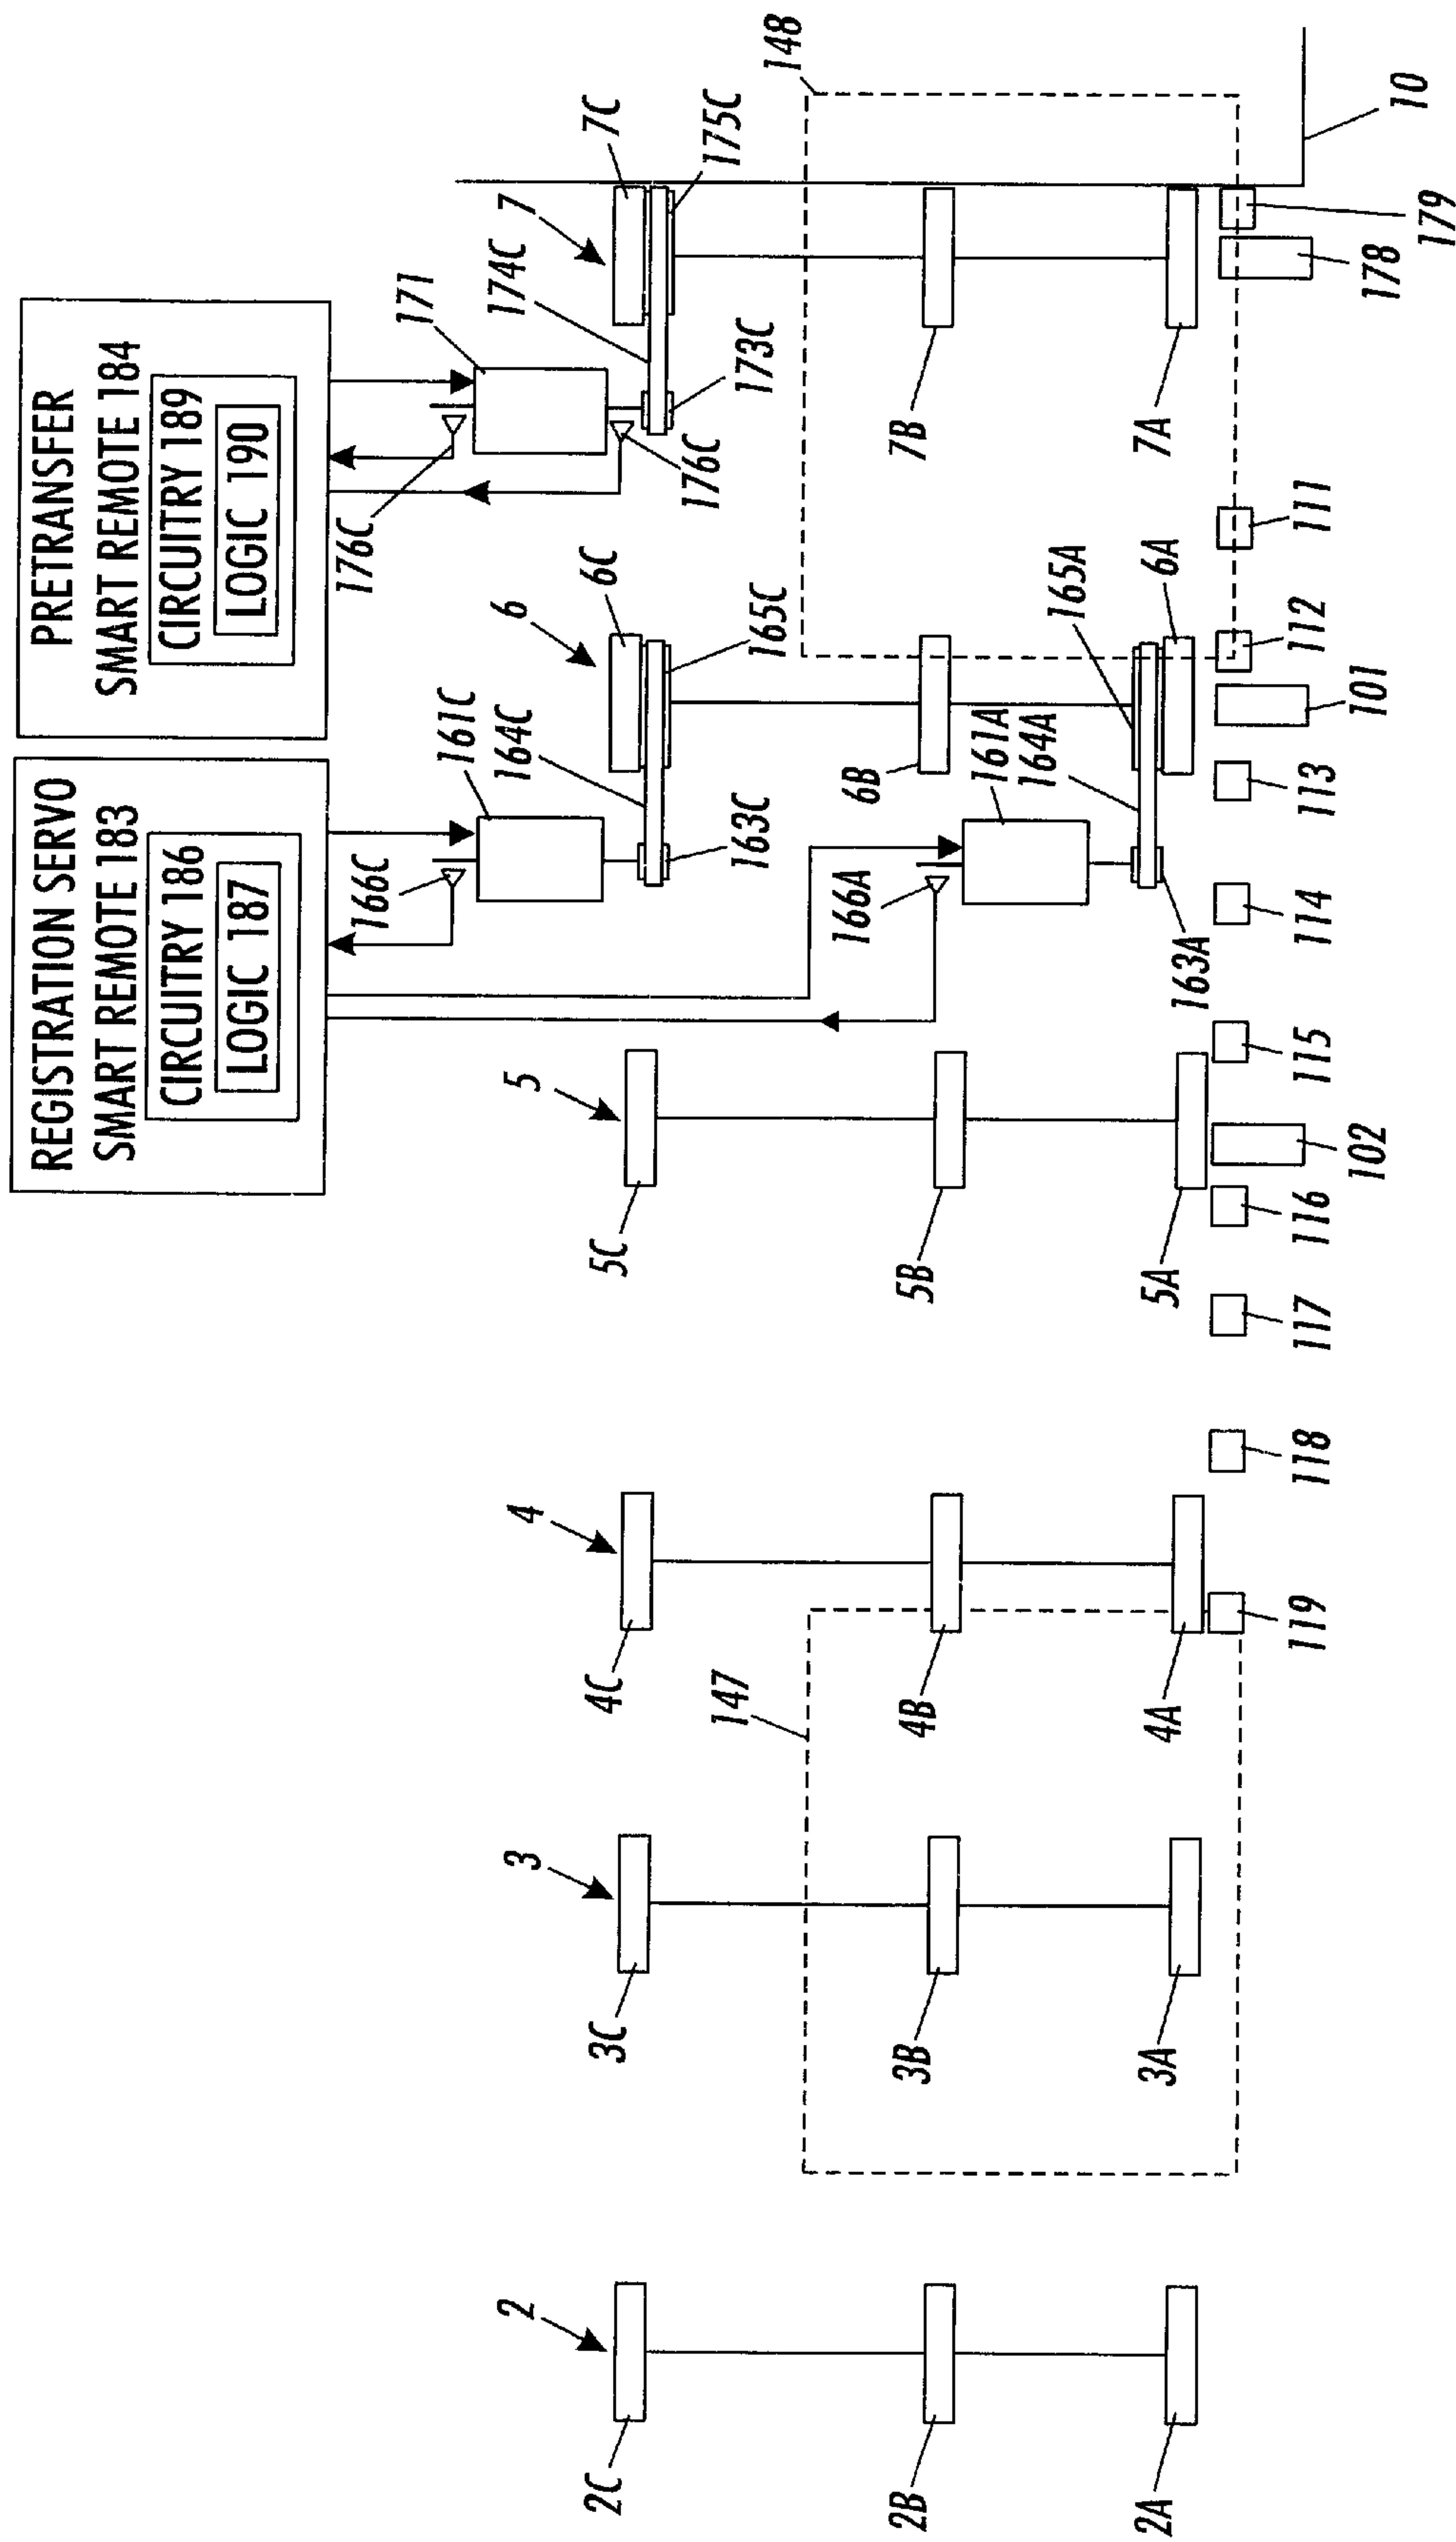 REGISTRATION SERVO
SMART REMOTE 183
CIRCUITRY 186
LOGIC 187
PRETRANSFER
SMART REMOTE 184
CIRCUITRY 189
LOGIC 190
166C
161C
164C
163C
6
6C
165C
176C
171
174C
7
7C
175C
173C
176C
148
2
2C
3
3C
4
4C
5
5C
147
166A
161A
164A
6B
165A
6A
163A
2B
3B
4B
5B
7B
2A
3A
4A
5A
7A
119
118
117
116
102
115
114
113
101
112
111
178
179
10